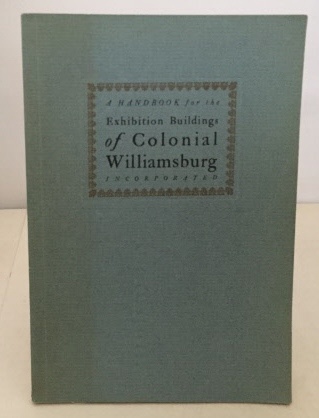 A HANDBOOK for the
Exhibition Buildings
of Colonial
Williamsburg
INCORPORATED